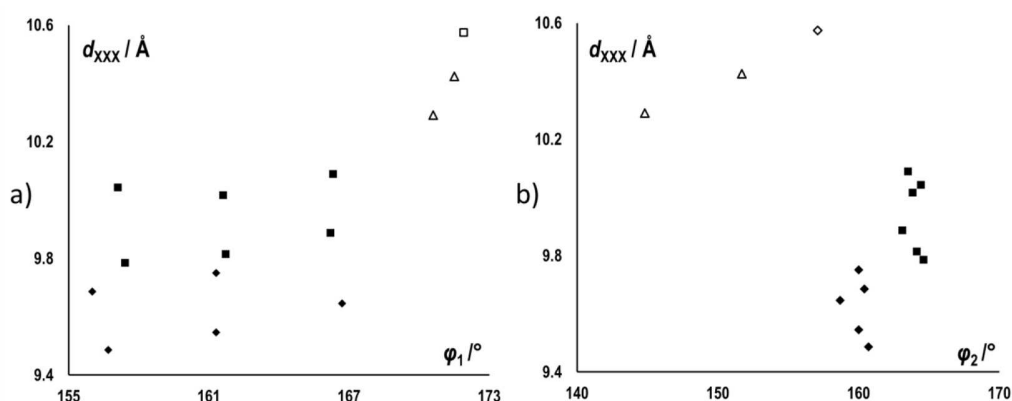 a)
10.6
10.2
9.8
9.4
d_XXX / Å
155
161
167
173
φ₁ /°
b)
10.6
10.2
9.8
9.4
d_XXX / Å
140
150
160
170
φ₂ /°